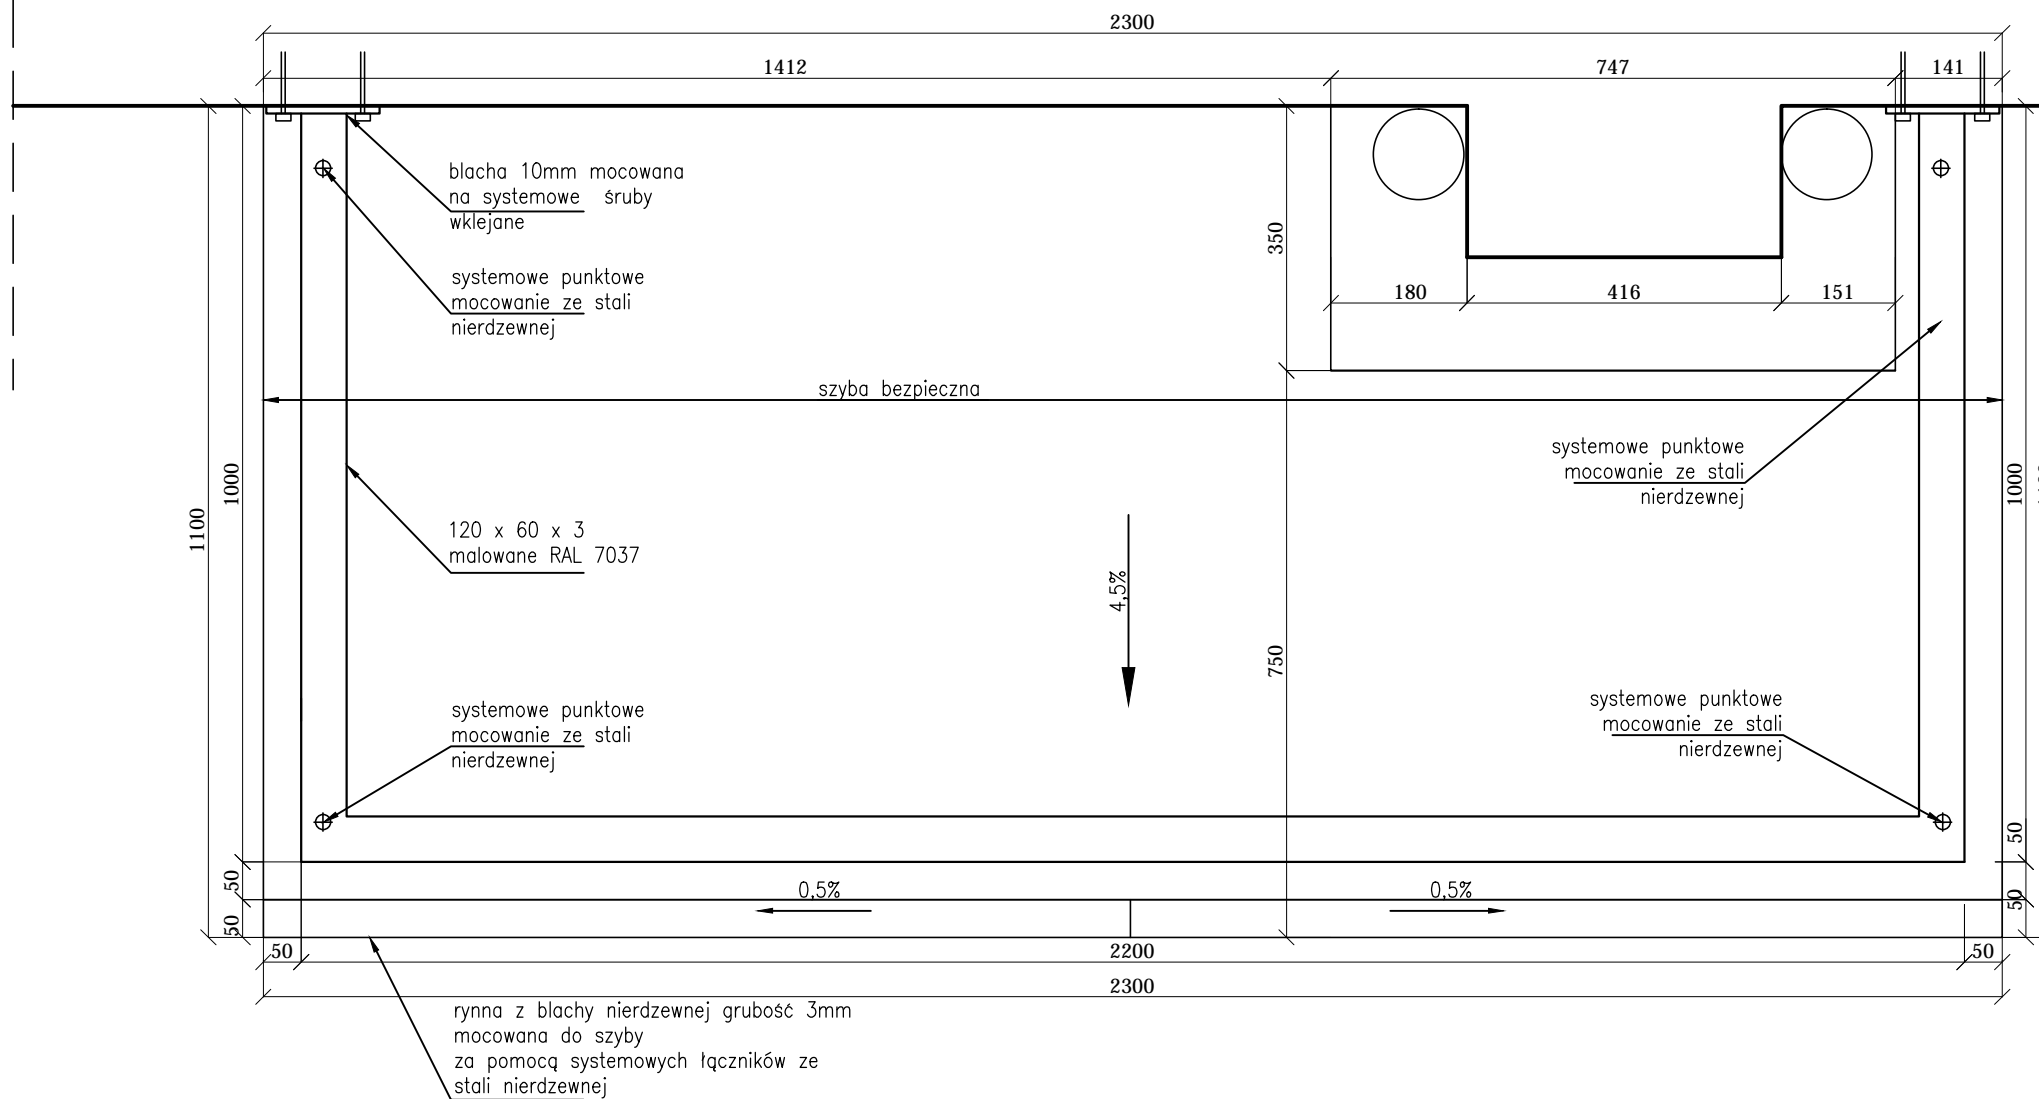 2300
1412
747
141
blacha 10mm mocowana
na systemowe śruby
wklejane
systemowe punktowe
mocowanie ze stali
nierdzewnej
350
180
416
151
szyba bezpieczna
systemowe punktowe
mocowanie ze stali
nierdzewnej
1000
1100
1000
120 x 60 x 3
malowane RAL 7037
4,5%
750
systemowe punktowe
mocowanie ze stali
nierdzewnej
systemowe punktowe
mocowanie ze stali
nierdzewnej
50
50
50
50
0,5%
0,5%
50
2200
50
2300
rynna z blachy nierdzewnej grubość 3mm
mocowana do szyby
za pomocą systemowych łączników ze
stali nierdzewnej